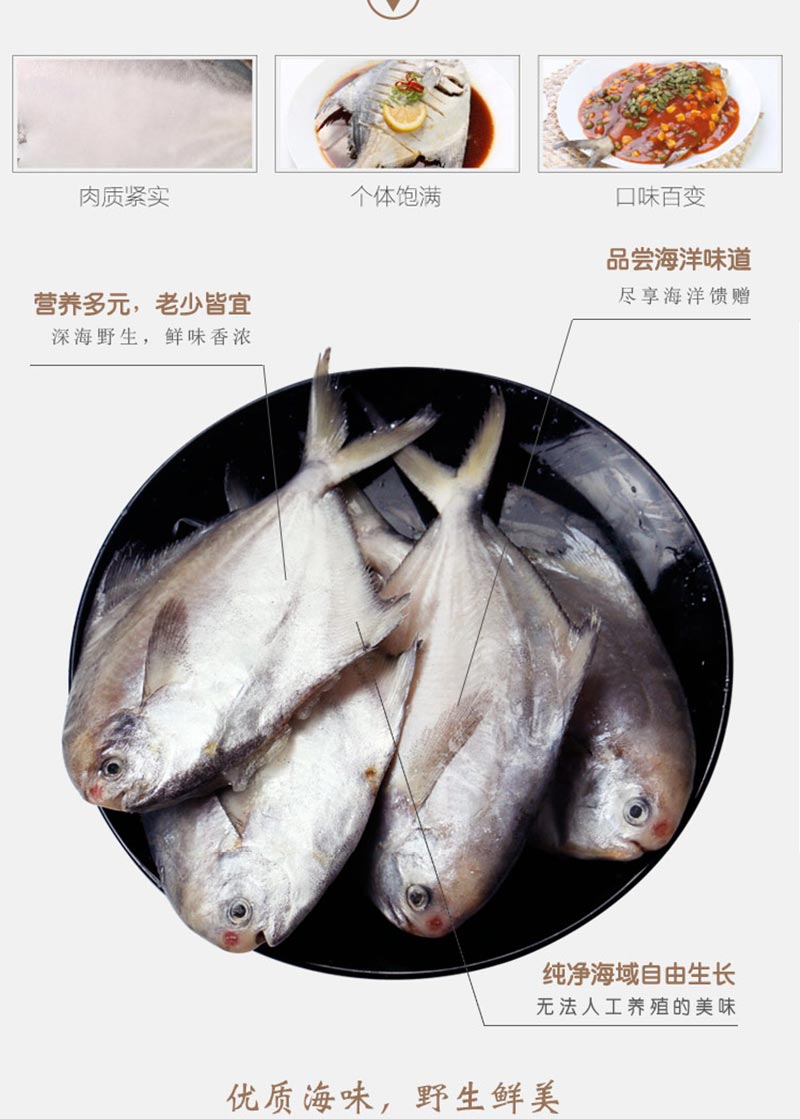 肉质紧实
个体饱满
口味百变
品尝海洋味道
尽享海洋馈赠
营养多元，老少皆宜
深海野生，鲜味香浓
纯净海域自由生长
无法人工养殖的美味
优质海味，野生鲜美